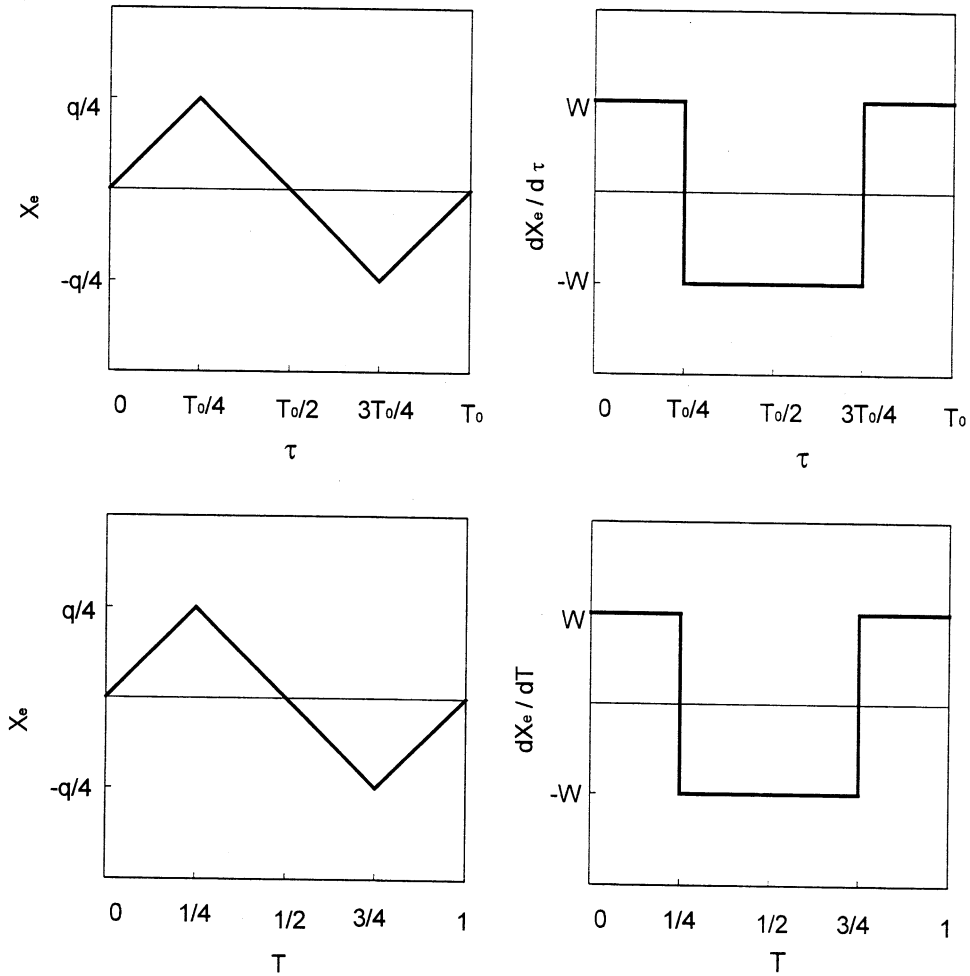 q/4
Xe
-q/4
0 T₀/4 T₀/2 3T₀/4 T₀
τ
W
dXe / d τ
-W
0 T₀/4 T₀/2 3T₀/4 T₀
τ
q/4
Xe
-q/4
0 1/4 1/2 3/4 1
T
W
dXe / dT
-W
0 1/4 1/2 3/4 1
T